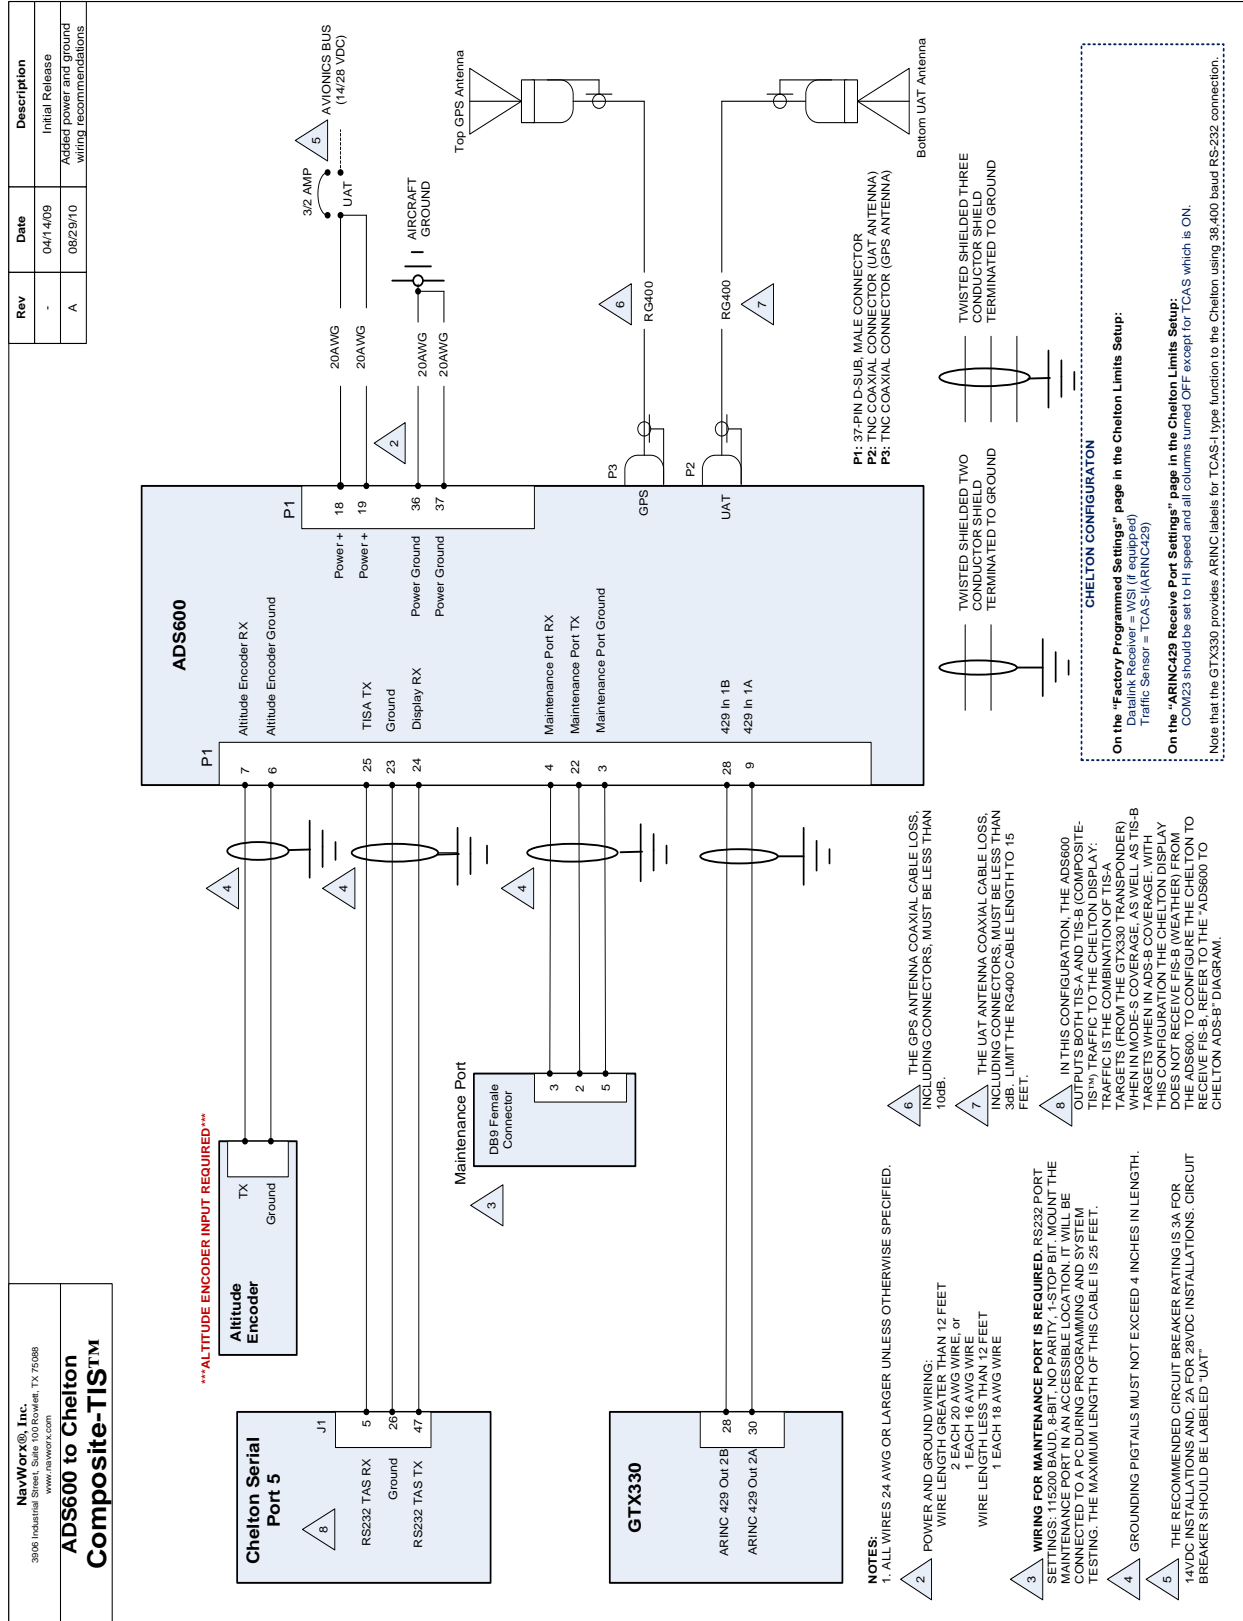 NavWorx®, Inc.
3906 Industrial Street, Suite 100 Rowlett, TX 75088
www.navworx.com
ADS600 to Chelton
Composite-TIS™
Rev Date Description
- 04/14/09 Initial Release
A 08/29/10 Added power and ground
wiring recommendations
***ALTITUDE ENCODER INPUT REQUIRED***
Altitude
Encoder
TX
Ground
4
Chelton Serial
Port 5
8
J1
RS232 TAS RX 5
Ground 26
RS232 TAS TX 47
4
Maintenance Port
3
DB9 Female
Connector
3
2
5
4
GTX330
ARINC 429 Out 2B 28
ARINC 429 Out 2A 30
ADS600
P1
7 Altitude Encoder RX
6 Altitude Encoder Ground
25 TISA TX
23 Ground
24 Display RX
4 Maintenance Port RX
22 Maintenance Port TX
3 Maintenance Port Ground
28 429 In 1B
9 429 In 1A
P1
Power + 18
Power + 19
Power Ground 36
Power Ground 37
GPS
P3
UAT
P2
20AWG
20AWG
2
20AWG
20AWG
3/2 AMP
UAT
5
AVIONICS BUS
(14/28 VDC)
AIRCRAFT
GROUND
6
RG400
Top GPS Antenna
RG400
7
Bottom UAT Antenna
P1: 37-PIN D-SUB, MALE CONNECTOR
P2: TNC COAXIAL CONNECTOR (UAT ANTENNA)
P3: TNC COAXIAL CONNECTOR (GPS ANTENNA)
TWISTED SHIELDED TWO
CONDUCTOR SHIELD
TERMINATED TO GROUND
TWISTED SHIELDED THREE
CONDUCTOR SHIELD
TERMINATED TO GROUND
NOTES:
1. ALL WIRES 24 AWG OR LARGER UNLESS OTHERWISE SPECIFIED.
2 POWER AND GROUND WIRING:
WIRE LENGTH GREATER THAN 12 FEET
2 EACH 20 AWG WIRE, or
1 EACH 16 AWG WIRE
WIRE LENGTH LESS THAN 12 FEET
1 EACH 18 AWG WIRE
3 WIRING FOR MAINTENANCE PORT IS REQUIRED. RS232 PORT
SETTINGS: 115200 BAUD, 8-BIT, NO PARITY, 1-STOP BIT. MOUNT THE
MAINTENANCE PORT IN AN ACCESSIBLE LOCATION. IT WILL BE
CONNECTED TO A PC DURING PROGRAMMING AND SYSTEM
TESTING. THE MAXIMUM LENGTH OF THIS CABLE IS 25 FEET.
4 GROUNDING PIGTAILS MUST NOT EXCEED 4 INCHES IN LENGTH.
5 THE RECOMMENDED CIRCUIT BREAKER RATING IS 3A FOR
14VDC INSTALLATIONS AND, 2A FOR 28VDC INSTALLATIONS. CIRCUIT
BREAKER SHOULD BE LABELED "UAT"
6 THE GPS ANTENNA COAXIAL CABLE LOSS,
INCLUDING CONNECTORS, MUST BE LESS THAN
10dB.
7 THE UAT ANTENNA COAXIAL CABLE LOSS,
INCLUDING CONNECTORS, MUST BE LESS THAN
3dB. LIMIT THE RG400 CABLE LENGTH TO 15
FEET.
8 IN THIS CONFIGURATION, THE ADS600
OUTPUTS BOTH TIS-A AND TIS-B (COMPOSITE-
TIS™) TRAFFIC TO THE CHELTON DISPLAY:
TRAFFIC IS THE COMBINATION OF TIS-A
TARGETS (FROM THE GTX330 TRANSPONDER)
WHEN IN MODE-S COVERAGE, AS WELL AS TIS-B
TARGETS WHEN IN ADS-B COVERAGE. WITH
THIS CONFIGURATION THE CHELTON DISPLAY
DOES NOT RECEIVE FIS-B (WEATHER) FROM
THE ADS600. TO CONFIGURE THE CHELTON TO
RECEIVE FIS-B, REFER TO THE "ADS600 TO
CHELTON ADS-B" DIAGRAM.
CHELTON CONFIGURATON
On the "Factory Programmed Settings" page in the Chelton Limits Setup:
Datalink Receiver = WSI (if equipped)
Traffic Sensor = TCAS-I(ARINC429)
On the "ARINC429 Receive Port Settings" page in the Chelton Limits Setup:
COM23 should be set to HI speed and all columns turned OFF except for TCAS which is ON.
Note that the GTX330 provides ARINC labels for TCAS-I type function to the Chelton using 38,400 baud RS-232 connection.